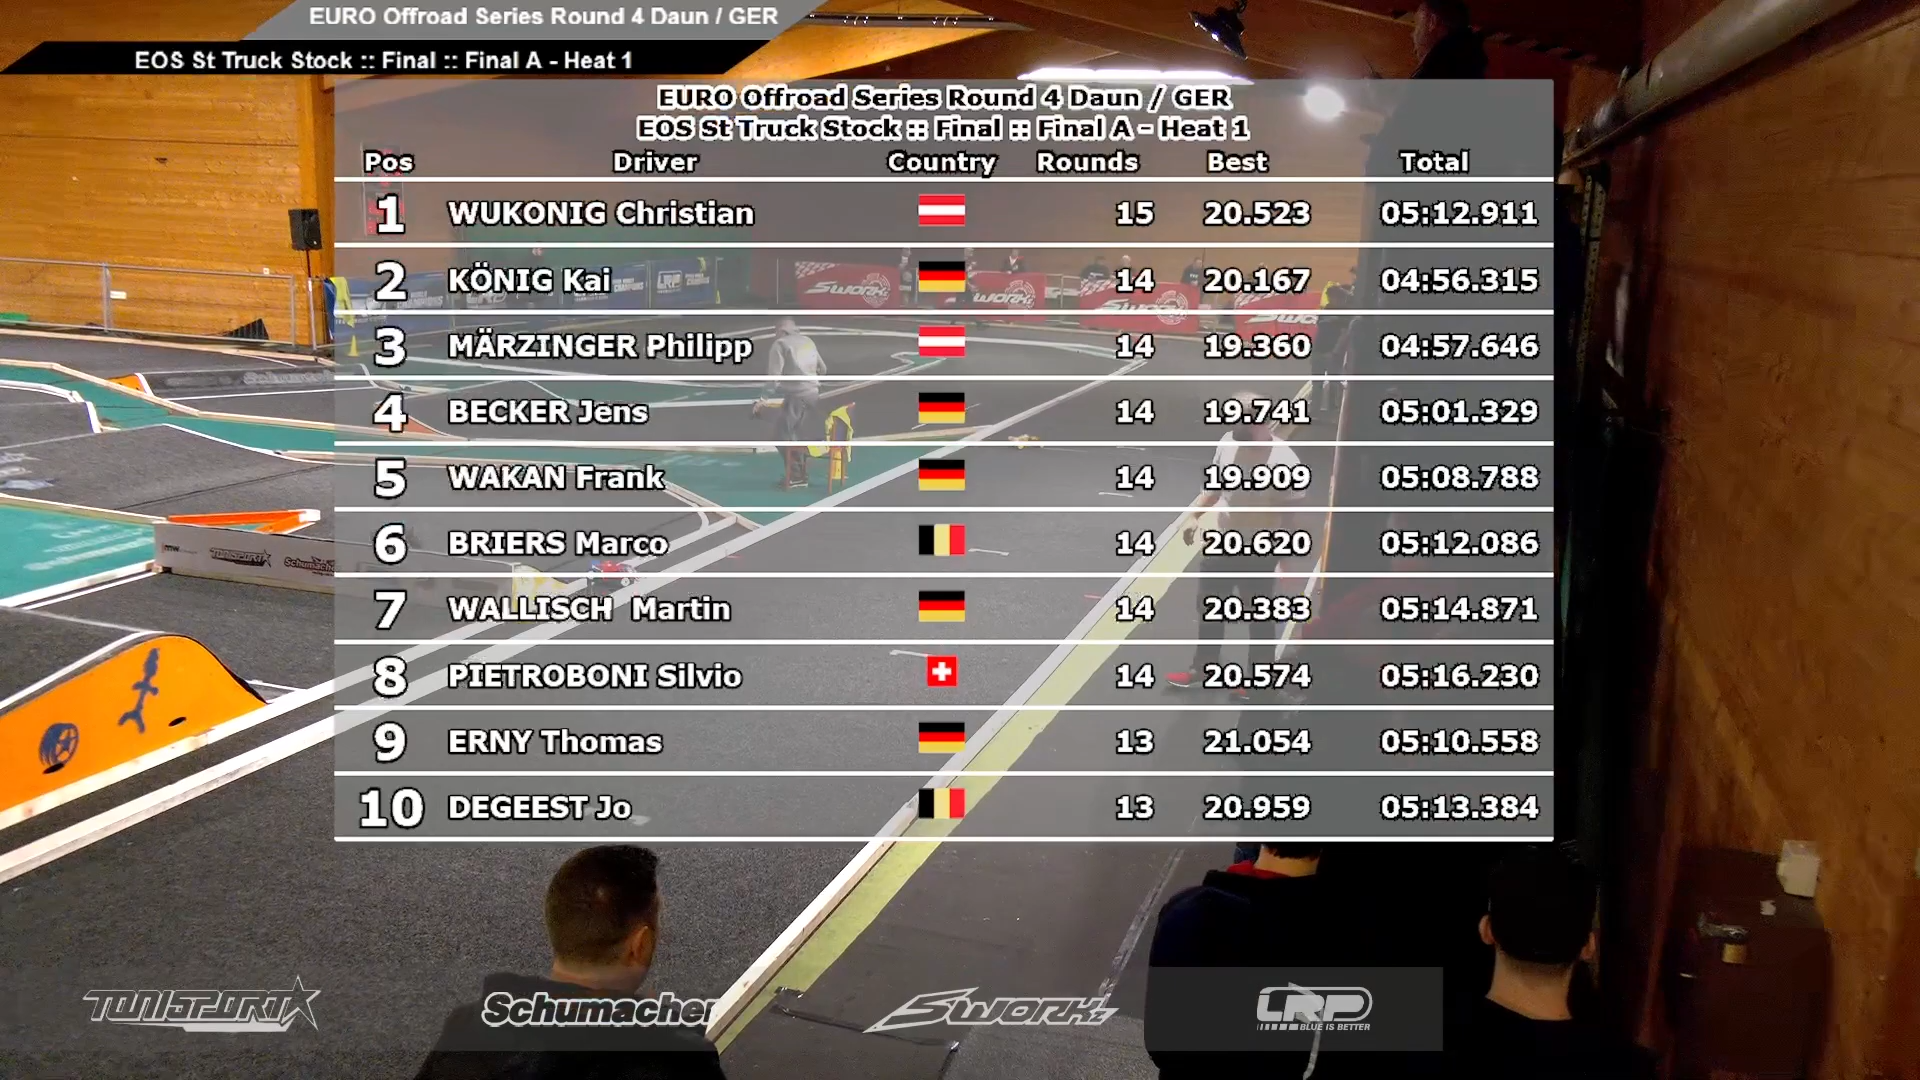 EURO Offroad Series Round 4 Daun / GER
EOS St Truck Stock :: Final :: Final A - Heat 1
EURO Offroad Series Round 4 Daun / GER
EOS St Truck Stock :: Final :: Final A - Heat 1
Pos Driver Country Rounds Best Total
1 WUKONIG Christian 15 20.523 05:12.911
2 KÖNIG Kai 14 20.167 04:56.315
3 MÄRZINGER Philipp 14 19.360 04:57.646
4 BECKER Jens 14 19.741 05:01.329
5 WAKAN Frank 14 19.909 05:08.788
6 BRIERS Marco 14 20.620 05:12.086
7 WALLISCH Martin 14 20.383 05:14.871
8 PIETROBONI Silvio 14 20.574 05:16.230
9 ERNY Thomas 13 21.054 05:10.558
10 DEGEEST Jo 13 20.959 05:13.384
LRP
SWORKz SWORKz SWORKz
TONISPORT Schumacher
TONISPORT Schumacher SWORKz LRP
BLUE IS BETTER